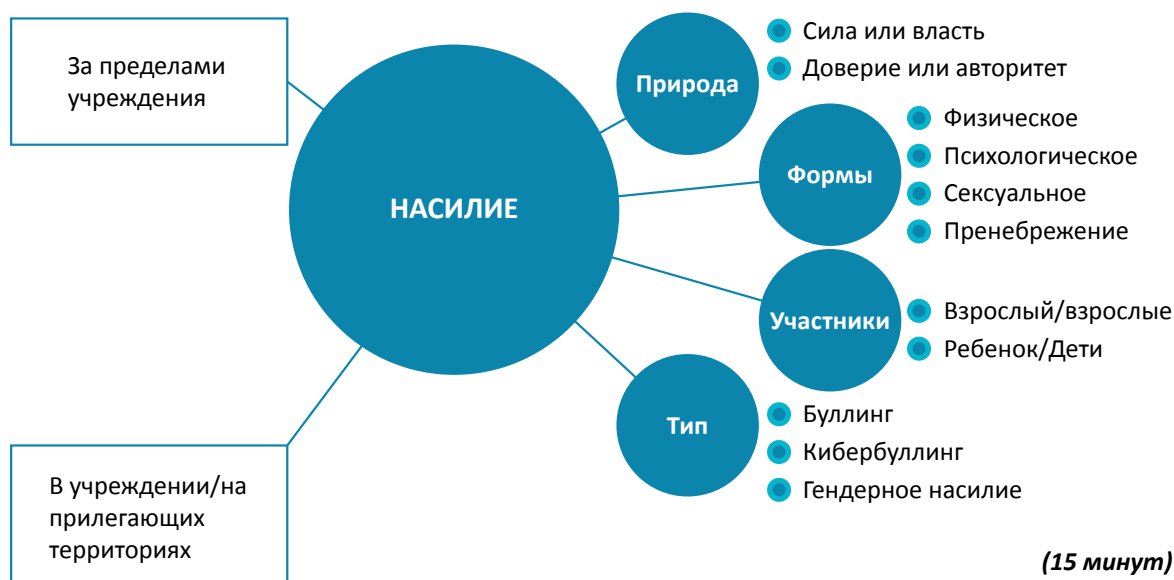 За пределами
учреждения
НАСИЛИЕ
Природа
Сила или власть
Доверие или авторитет
Формы
Физическое
Психологическое
Сексуальное
Пренебрежение
Участники
Взрослый/взрослые
Ребенок/Дети
Тип
Буллинг
Кибербуллинг
Гендерное насилие
В учреждении/на
прилегающих
территориях
(15 минут)